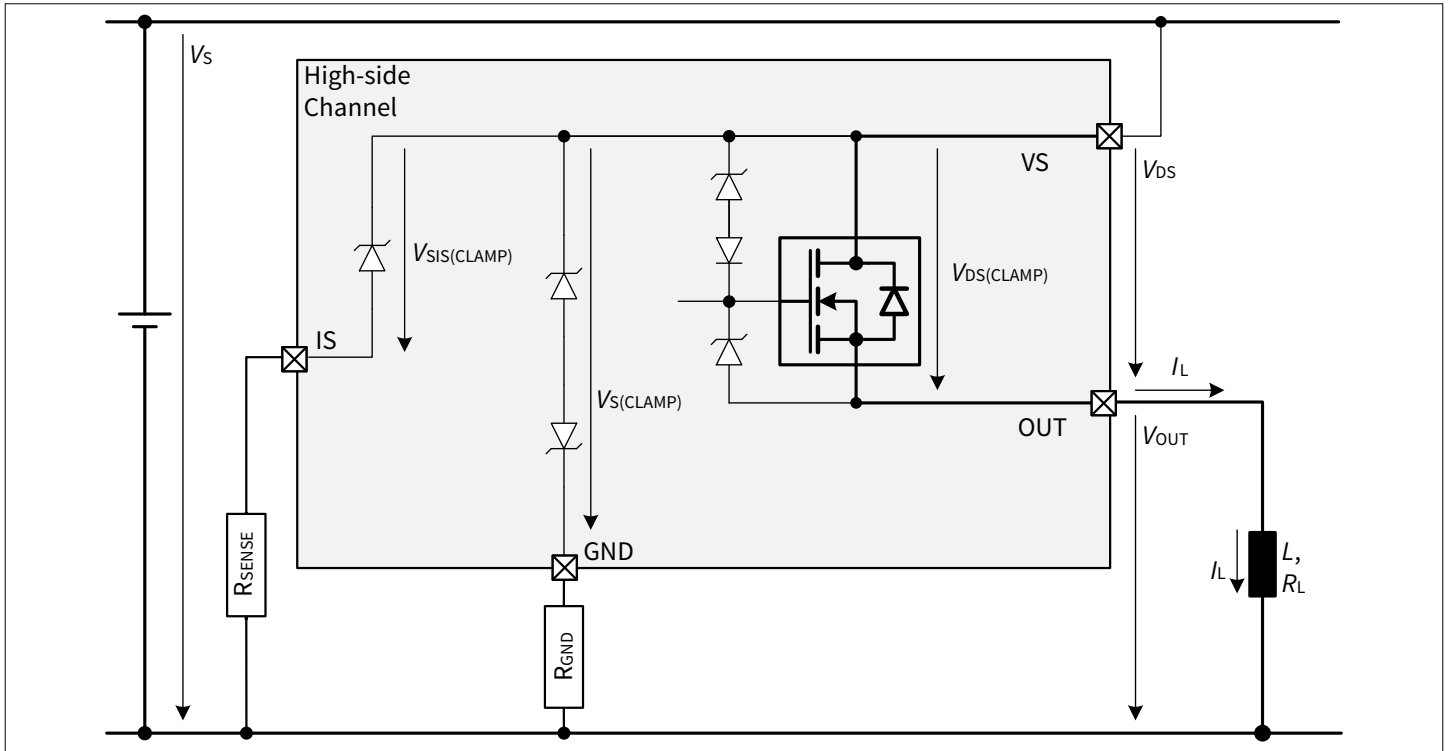 VS
High-side
Channel
VS
VDS
VSIS(CLAMP)
VDS(CLAMP)
IS
IL
VS(CLAMP)
OUT
VOUT
GND
RSENSE
IL
L,
RL
RGND